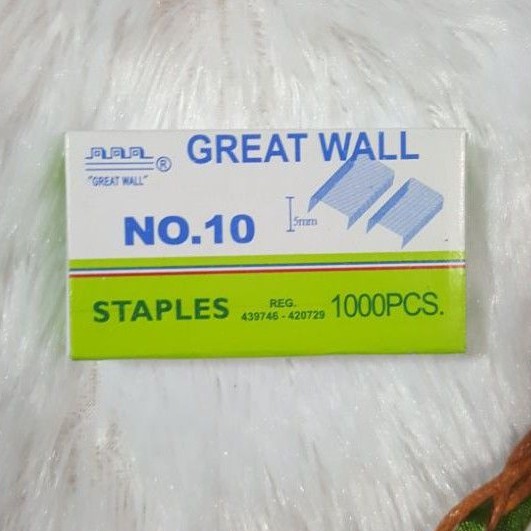 GREAT WALL
®
"GREAT WALL"
NO.10
5mm
STAPLES
REG.
439746 - 420729
1000PCS.